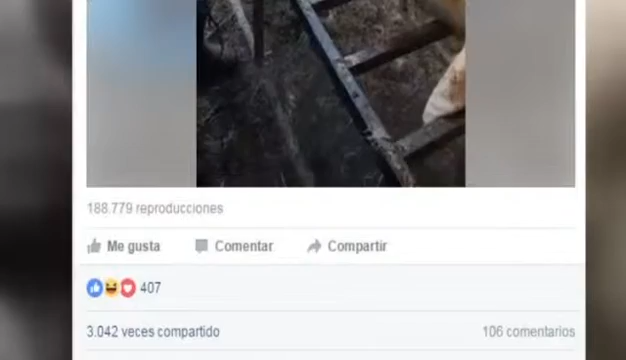 188.779 reproducciones
Me gusta Comentar Compartir
407
3.042 veces compartido 106 comentarios